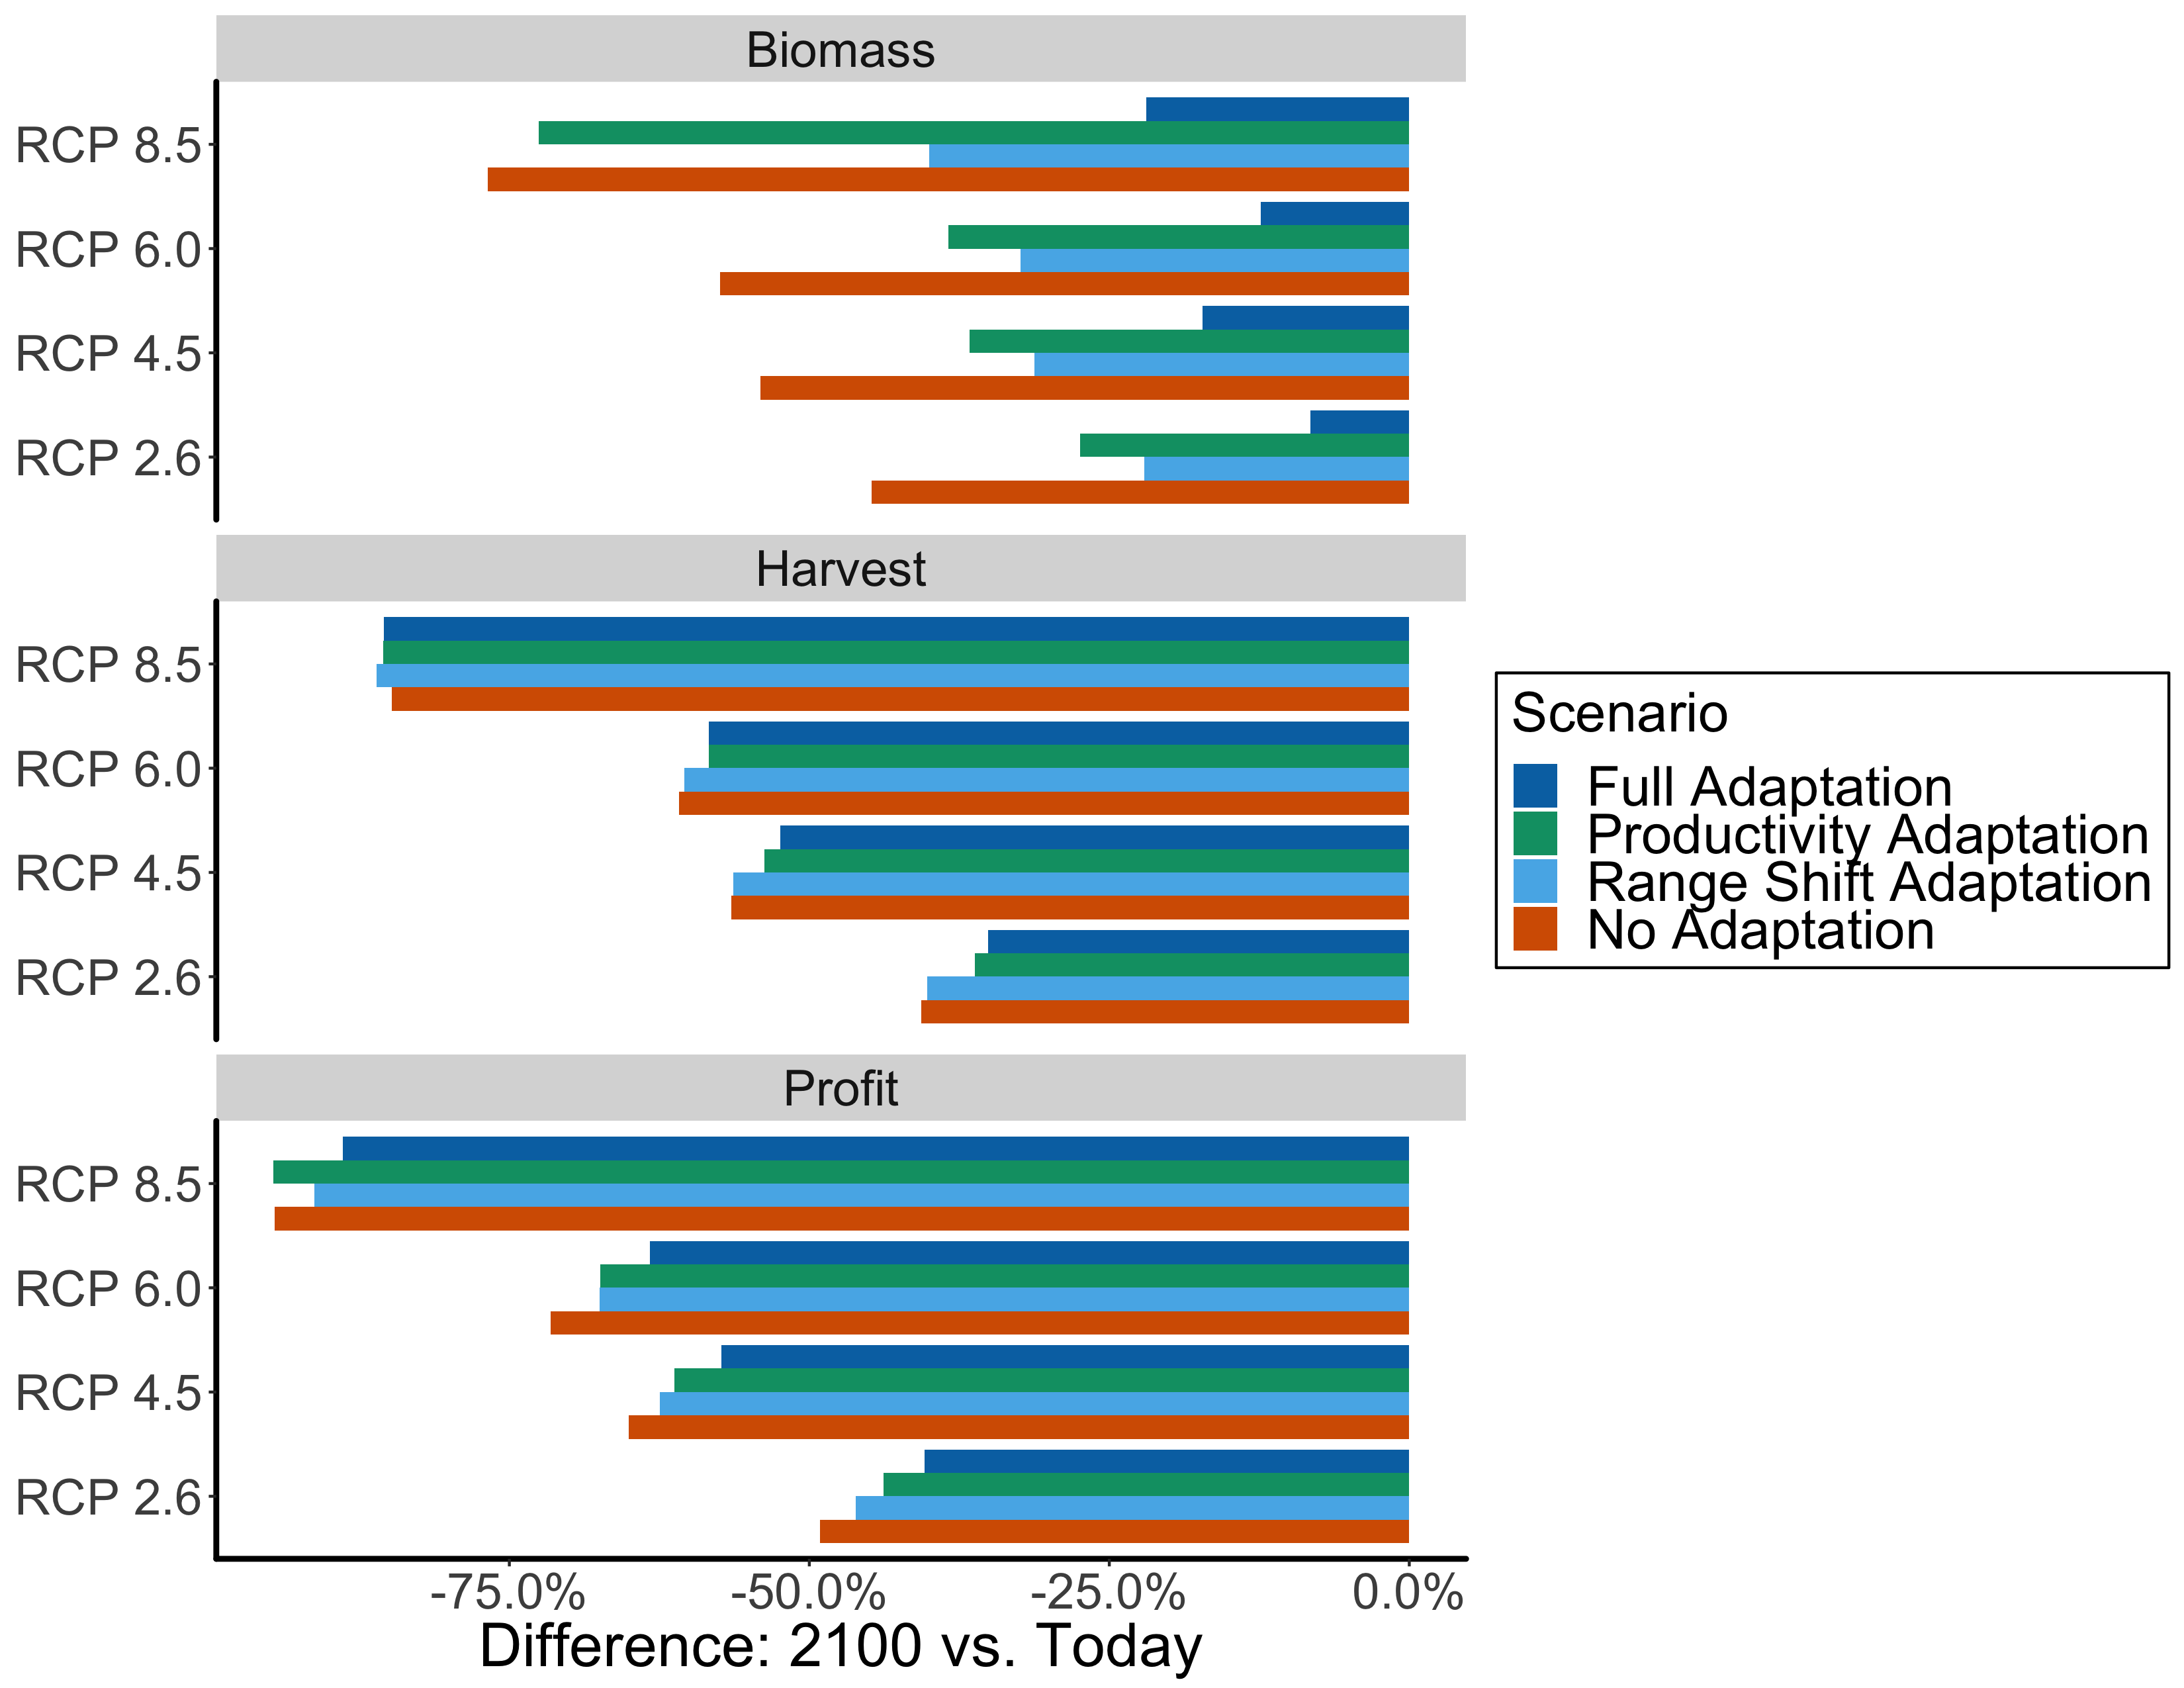 Biomass
RCP 8.5
RCP 6.0
RCP 4.5
RCP 2.6
Harvest
RCP 8.5
RCP 6.0
RCP 4.5
RCP 2.6
Profit
RCP 8.5
RCP 6.0
RCP 4.5
RCP 2.6
-75.0% -50.0% -25.0% 0.0%
Difference: 2100 vs. Today
Scenario
Full Adaptation
Productivity Adaptation
Range Shift Adaptation
No Adaptation